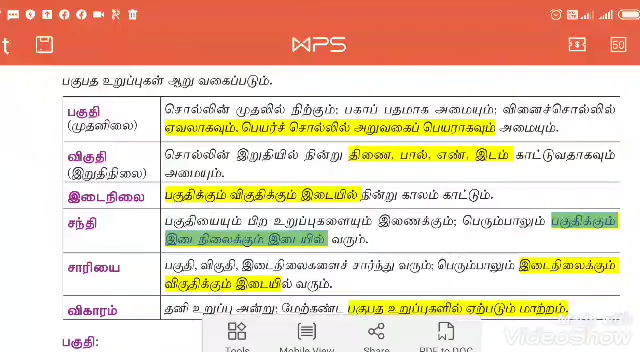 t WPS
பகுபத உறுப்புகள் ஆறு வகைப்படும்.
பகுதி சொல்லின் முதலில் நிற்கும்; பகாப் பதமாக அமையும்; வினைச்சொல்லில்
(முதனிலை) ஏவலாகவும். பெயர்ச் சொல்லில் அறுவகைப் பெயராகவும் அமையும்.
விகுதி சொல்லின் இறுதியில் நின்று திணை, பால், எண், இடம் காட்டுவதாகவும்
(இறுதிநிலை) அமையும்.
இடைநிலை பகுதிக்கும் விகுதிக்கும் இடையில் நின்று காலம் காட்டும்.
சந்தி பகுதியையும் பிற உறுப்புகளையும் இணைக்கும்; பெரும்பாலும் பகுதிக்கும்
இடைநிலைக்கும் இடையில் வரும்.
சாரியை பகுதி, விகுதி, இடைநிலைகளைச் சார்ந்து வரும்; பெரும்பாலும் இடைநிலைக்கும்
விகுதிக்கும் இடையில் வரும்.
விகாரம் தனி உறுப்பு அன்று; மேற்கண்ட பகுபத உறுப்புகளில் ஏற்படும் மாற்றம்.
பகுதி:
Tools Mobile View Share PDF to DOC
Made with
VideoShow